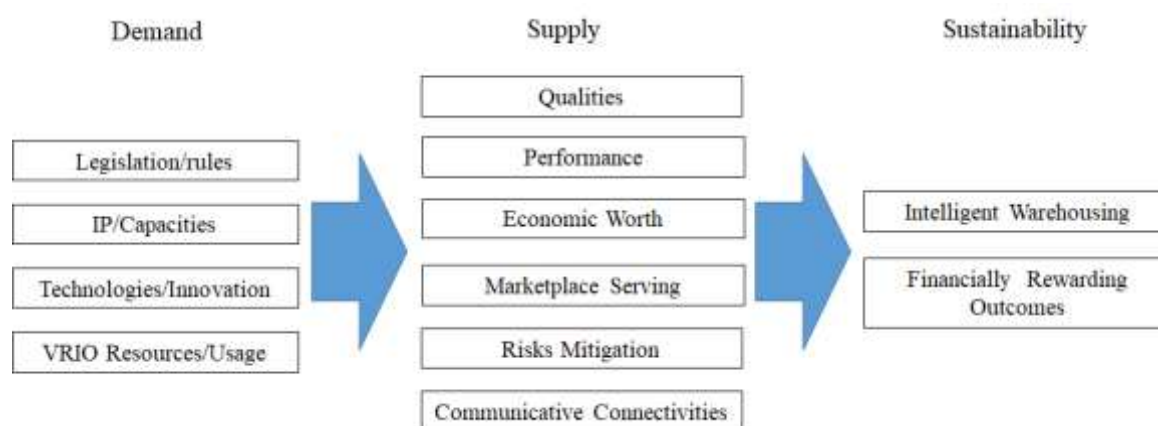 Demand
Supply
Sustainability
Legislation/rules
IP/Capacities
Technologies/Innovation
VRIO Resources/Usage
Qualities
Performance
Economic Worth
Marketplace Serving
Risks Mitigation
Communicative Connectivities
Intelligent Warehousing
Financially Rewarding
Outcomes